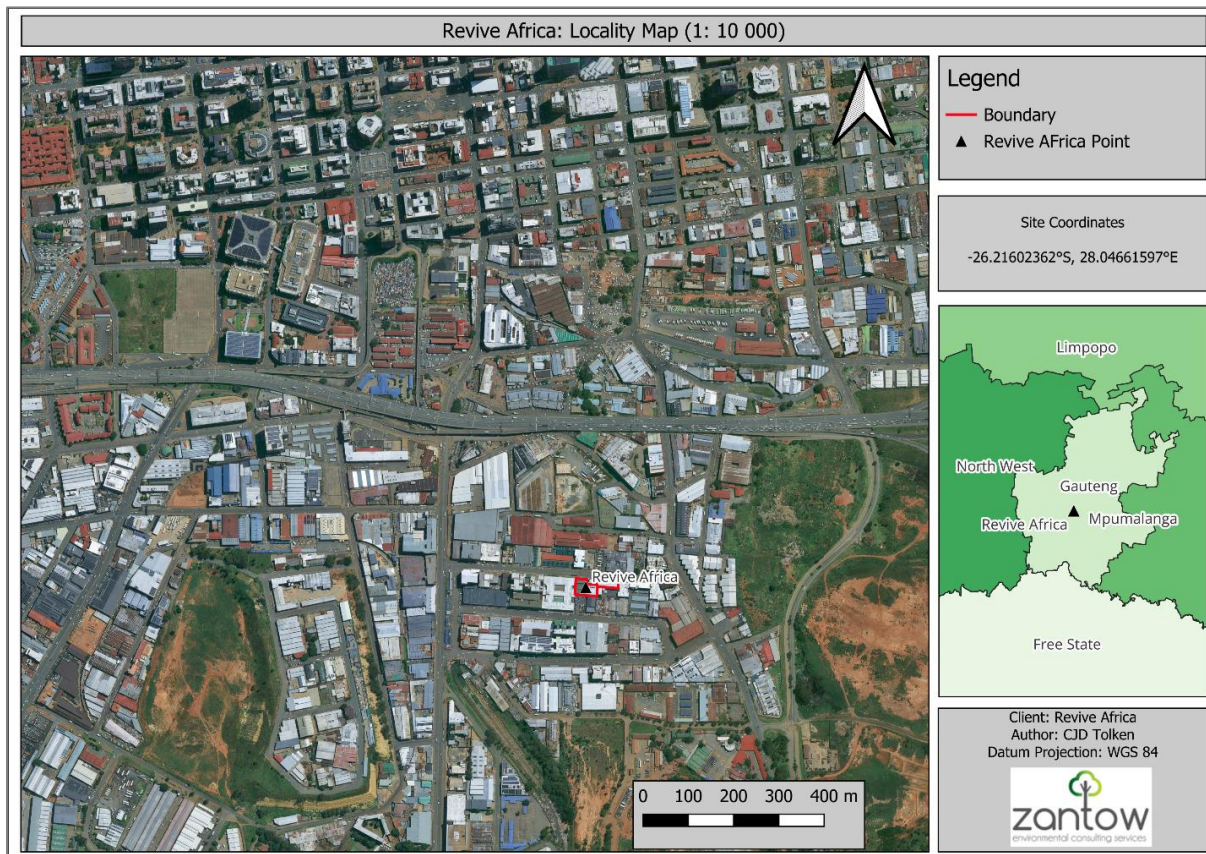 Revive Africa: Locality Map (1: 10 000)
Legend
Boundary
Revive AFrica Point
Site Coordinates
-26.21602362°S, 28.04661597°E
Revive Africa
Limpopo
North West
Gauteng
Revive Africa
Mpumalanga
Free State
0 100 200 300 400 m
Client: Revive Africa
Author: CJD Tolken
Datum Projection: WGS 84
zantow
environmental consulting services